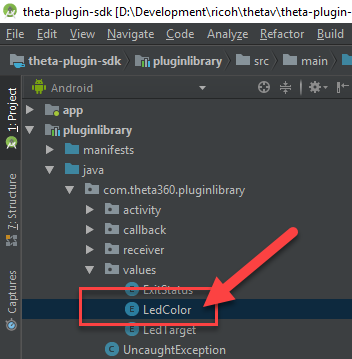 theta-plugin-sdk [D:\Development\ricoh\thetav\theta-plugin-
File Edit View Navigate Code Analyze Refactor Build
theta-plugin-sdk pluginlibrary src main
1: Project
7: Structure
Captures
Android
app
pluginlibrary
manifests
java
com.theta360.pluginlibrary
activity
callback
receiver
values
ExitStatus
LedColor
LedTarget
UncaughtException